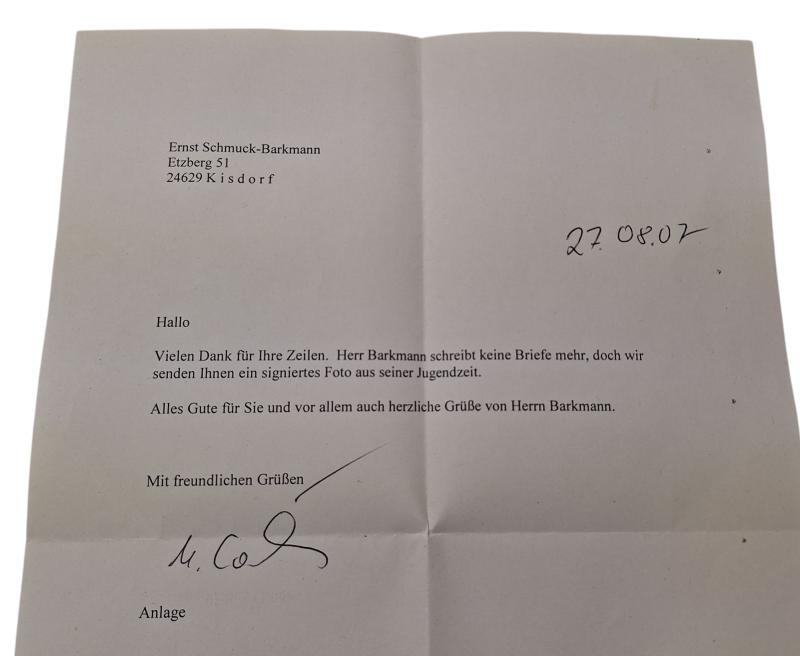 Ernst Schmuck-Barkmann
Etzberg 51
24629 K i s d o r f
27.08.07
Hallo
Vielen Dank für Ihre Zeilen. Herr Barkmann schreibt keine Briefe mehr, doch wir
senden Ihnen ein signiertes Foto aus seiner Jugendzeit.
Alles Gute für Sie und vor allem auch herzliche Grüße von Herrn Barkmann.
Mit freundlichen Grüßen
Anlage